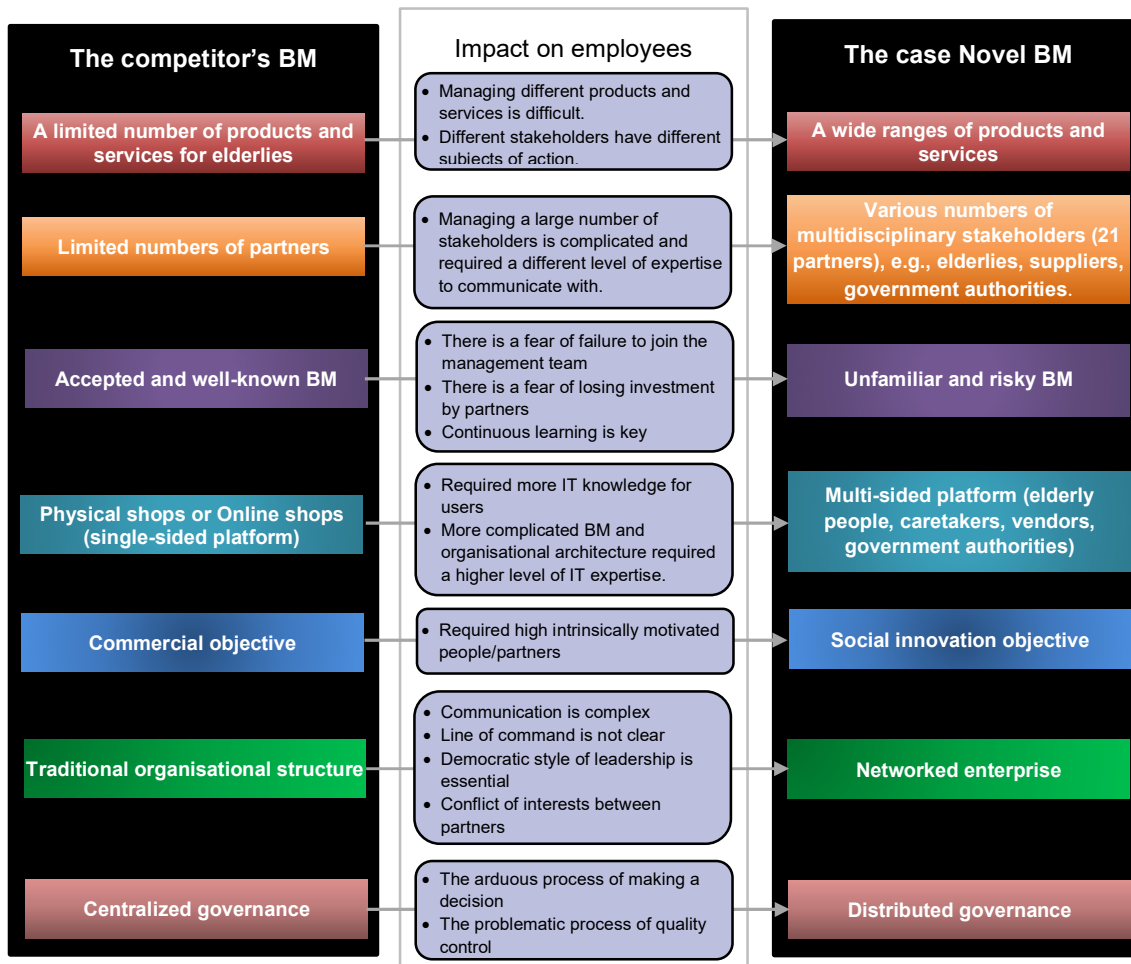 The competitor's BM
Impact on employees
The case Novel BM
A limited number of products and
services for elderlies
• Managing different products and
services is difficult.
• Different stakeholders have different
subjects of action.
A wide ranges of products and
services
Limited numbers of partners
• Managing a large number of
stakeholders is complicated and
required a different level of expertise
to communicate with.
Various numbers of
multidisciplinary stakeholders (21
partners), e.g., elderlies, suppliers,
government authorities.
Accepted and well-known BM
• There is a fear of failure to join the
management team
• There is a fear of losing investment
by partners
• Continuous learning is key
Unfamiliar and risky BM
Physical shops or Online shops
(single-sided platform)
• Required more IT knowledge for
users
• More complicated BM and
organisational architecture required
a higher level of IT expertise.
Multi-sided platform (elderly
people, caretakers, vendors,
government authorities)
Commercial objective
• Required high intrinsically motivated
people/partners
Social innovation objective
Traditional organisational structure
• Communication is complex
• Line of command is not clear
• Democratic style of leadership is
essential
• Conflict of interests between
partners
Networked enterprise
Centralized governance
• The arduous process of making a
decision
• The problematic process of quality
control
Distributed governance